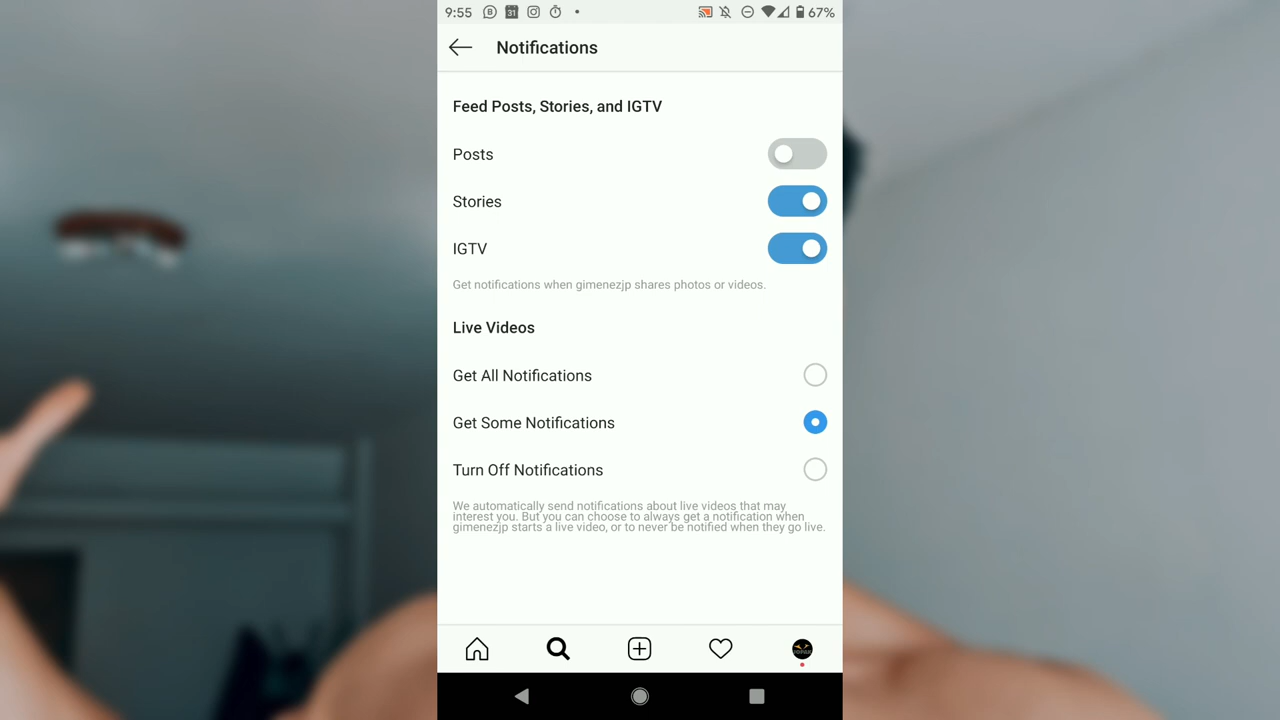 9:55
31
67%
Notifications
Feed Posts, Stories, and IGTV
Posts
Stories
IGTV
Get notifications when gimenezjp shares photos or videos.
Live Videos
Get All Notifications
Get Some Notifications
Turn Off Notifications
We automatically send notifications about live videos that may
interest you. But you can choose to always get a notification when
gimenezjp starts a live video, or to never be notified when they go live.